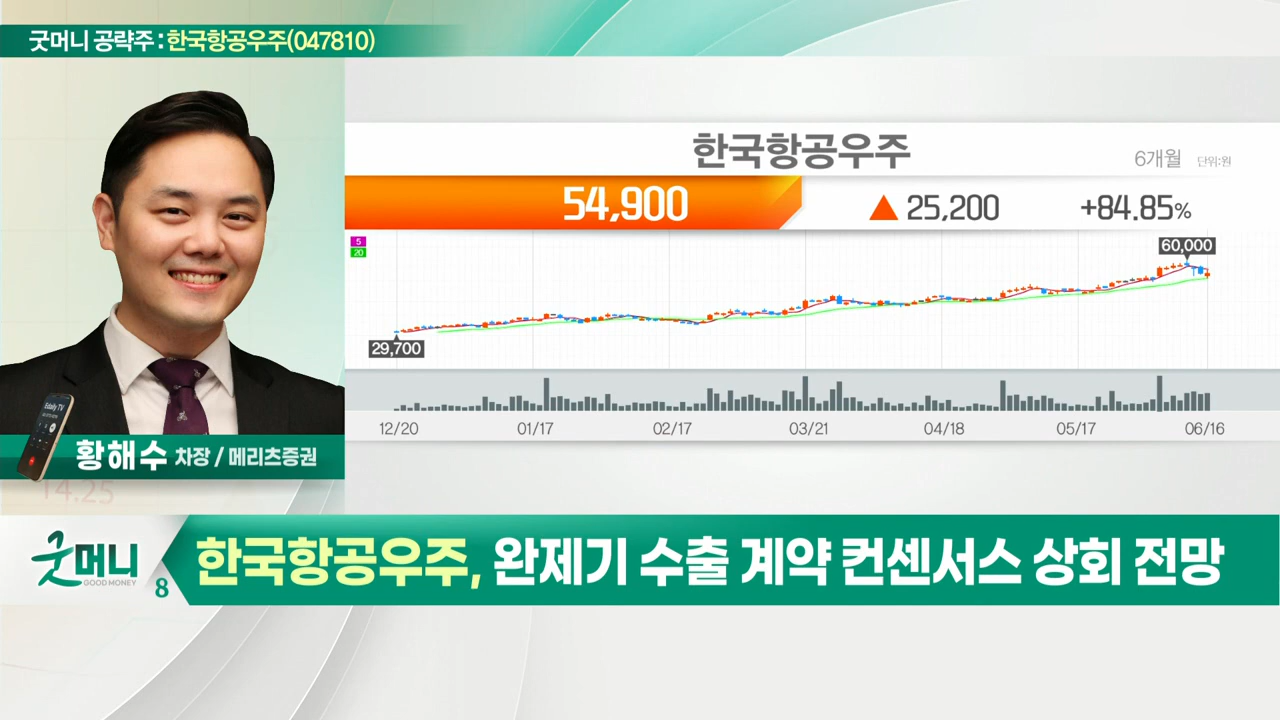 굿머니 공략주 : 한국항공우주(047810)
한국항공우주
6개월 단위:원
54,900 ▲ 25,200 +84.85%
5
20
60,000
29,700
12/20 01/17 02/17 03/21 04/18 05/17 06/16
Edaily TV
황해수 차장 / 메리츠증권
14.25
굿머니
GOOD MONEY
8
한국항공우주, 완제기 수출 계약 컨센서스 상회 전망